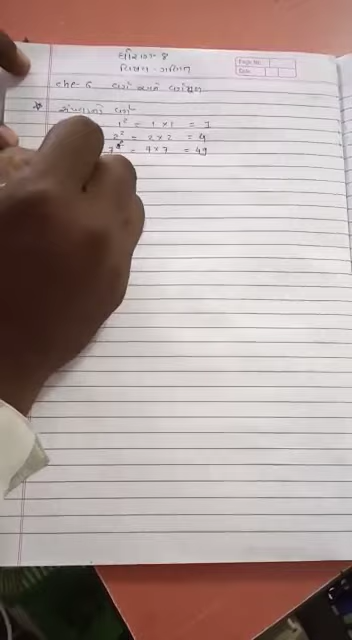 ધોરણ - 8
વિષય - ગણિત
Page No.
Date
che - 6 વર્ગ અને વર્ગમૂળ
* સંખ્યાનો વર્ગ
1² = 1 × 1 = 1
2² = 2 × 2 = 4
7² = 7 × 7 = 49